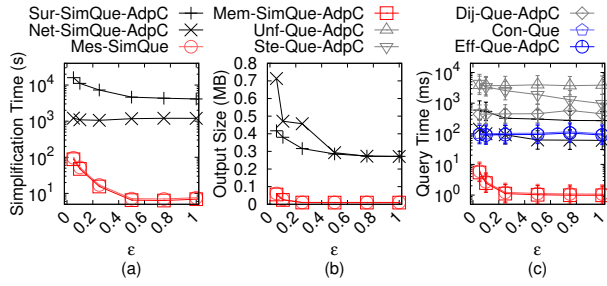 Sur-SimQue-AdpC Mem-SimQue-AdpC Dij-Que-AdpC
Net-SimQue-AdpC Unf-Que-AdpC Con-Que
Mes-SimQue Ste-Que-AdpC Eff-Que-AdpC
Simplification Time (s)
10^4
10^3
10^2
10^1
0 0.2 0.4 0.6 0.8 1
ε
(a)
Output Size (MB)
0.8
0.7
0.6
0.5
0.4
0.3
0.2
0.1
0
0 0.2 0.4 0.6 0.8 1
ε
(b)
Query Time (ms)
10^4
10^3
10^2
10^1
10^0
0 0.2 0.4 0.6 0.8 1
ε
(c)